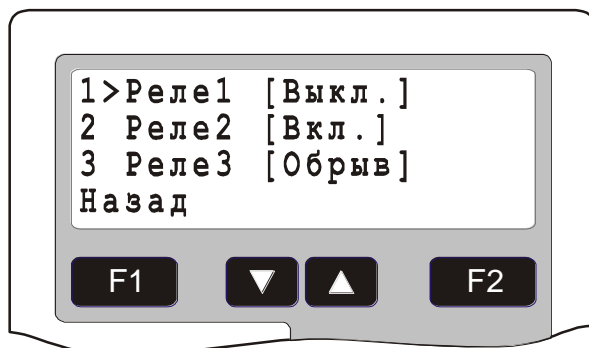 1>Реле1 [Выкл.]
2 Реле2 [Вкл.]
3 Реле3 [Обрыв]
Назад
F1 ▼ ▲ F2